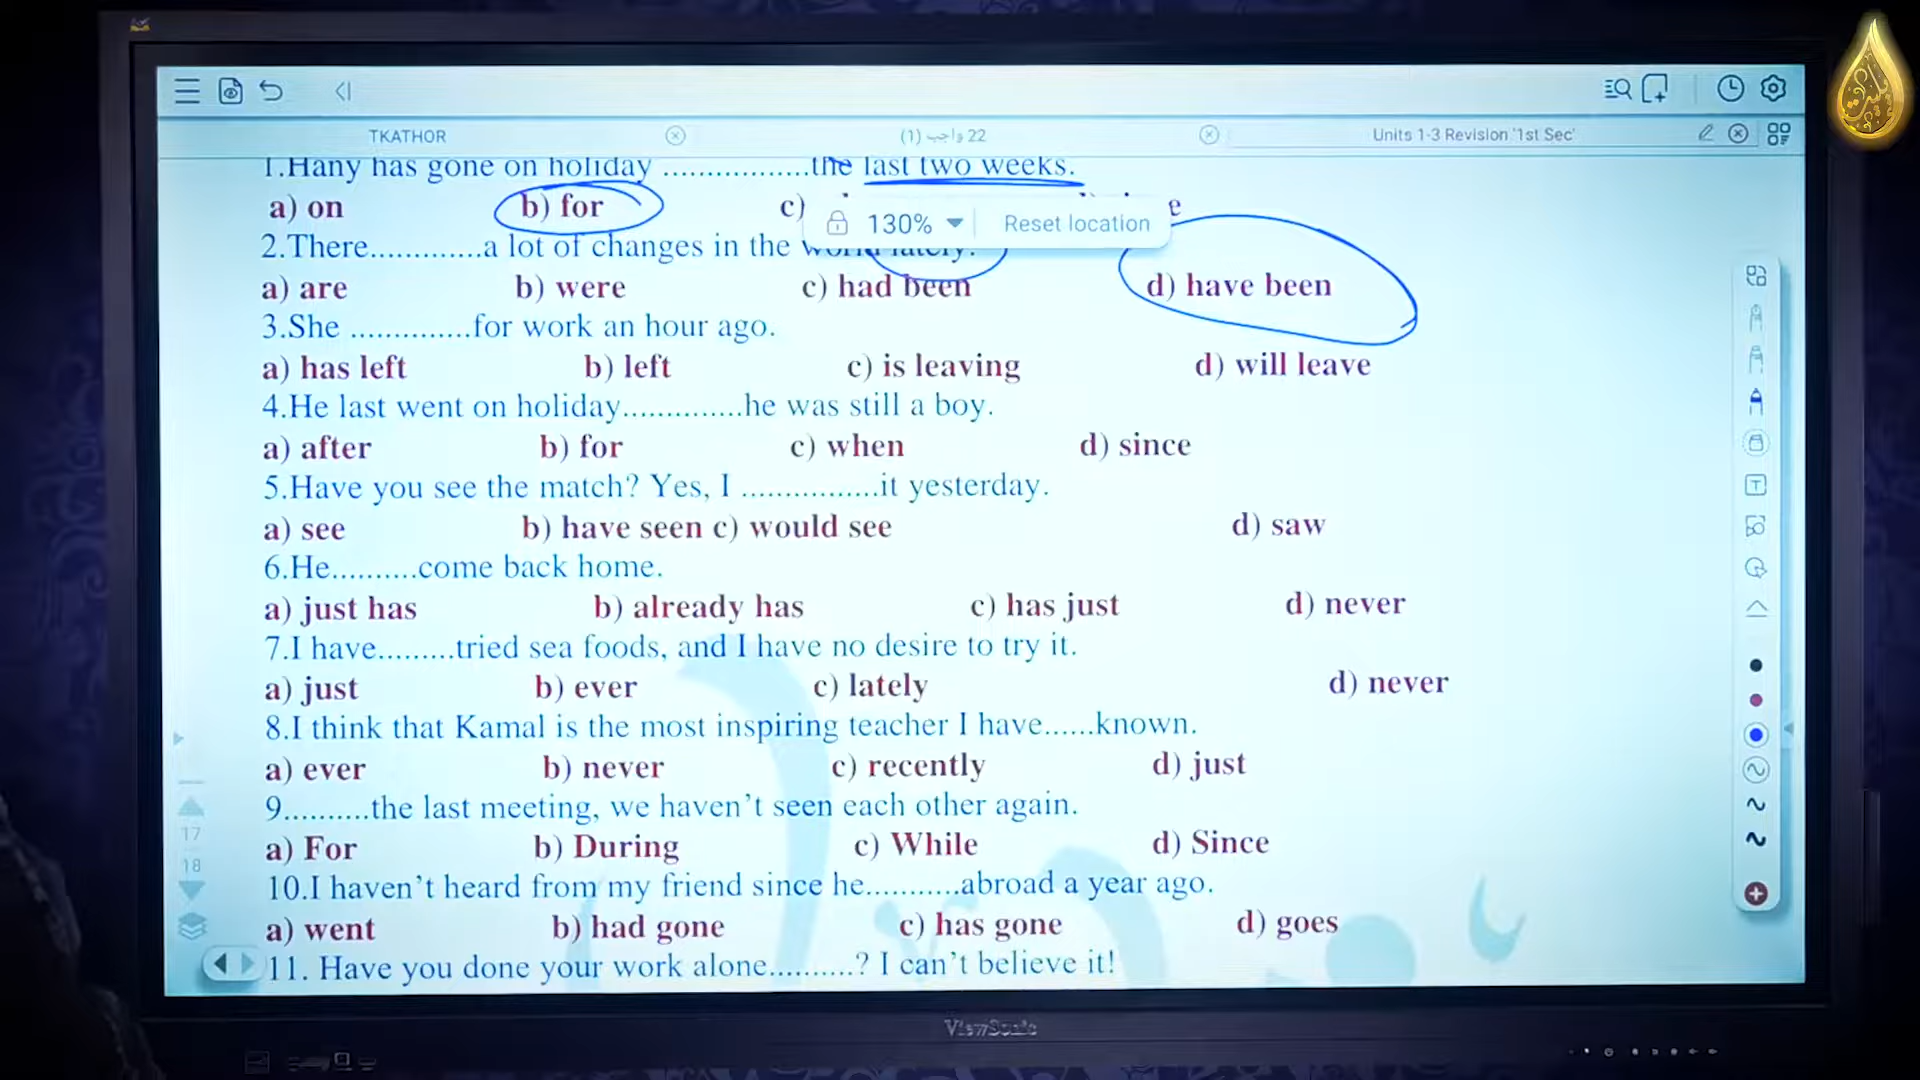 TKATHOR
22 واجب (1)
Units 1-3 Revision '1st Sec'
1.Hany has gone on holiday .................the last two weeks.
a) on b) for c) e
130% Reset location
2.There.............a lot of changes in the world lately.
a) are b) were c) had been d) have been
3.She ..............for work an hour ago.
a) has left b) left c) is leaving d) will leave
4.He last went on holiday..............he was still a boy.
a) after b) for c) when d) since
5.Have you see the match? Yes, I ................it yesterday.
a) see b) have seen c) would see d) saw
6.He..........come back home.
a) just has b) already has c) has just d) never
7.I have.........tried sea foods, and I have no desire to try it.
a) just b) ever c) lately d) never
8.I think that Kamal is the most inspiring teacher I have......known.
a) ever b) never c) recently d) just
9..........the last meeting, we haven’t seen each other again.
a) For b) During c) While d) Since
17
18
10.I haven’t heard from my friend since he...........abroad a year ago.
a) went b) had gone c) has gone d) goes
11. Have you done your work alone..........? I can’t believe it!
ViewSonic